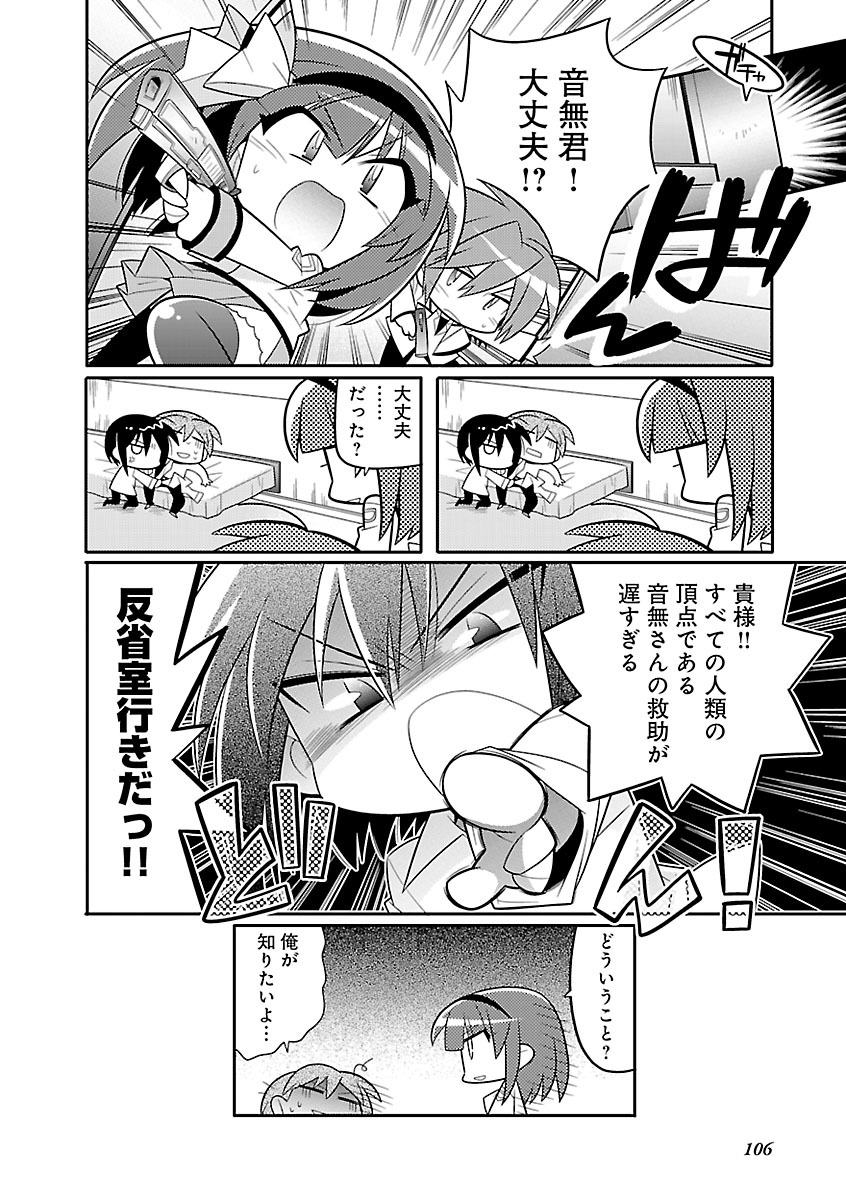 ガチャ
ばーん
音無君！
大丈夫!?
大丈夫
……
だった？
貴様!!
すべての人類の
頂点である
音無さんの救助が
遅すぎる
反省室行きだっ!!
どどん！
どういうこと？
俺が
知りたいよ…
106